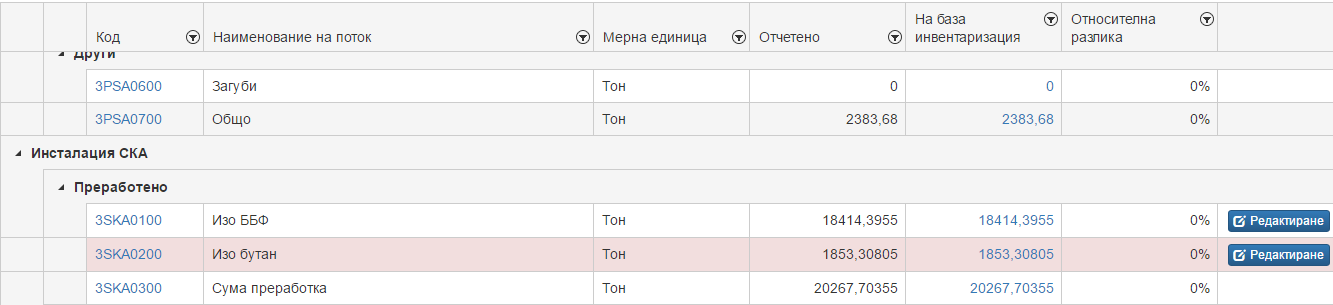 Код Наименование на поток Мерна единица Отчетено На база инвентаризация Относителна разлика
Други
3PSA0600 Загуби Тон 0 0 0%
3PSA0700 Общо Тон 2383,68 2383,68 0%
Инсталация СКА
Преработено
3SKA0100 Изо ББФ Тон 18414,3955 18414,3955 0% Редактиране
3SKA0200 Изо бутан Тон 1853,30805 1853,30805 0% Редактиране
3SKA0300 Сума преработка Тон 20267,70355 20267,70355 0%